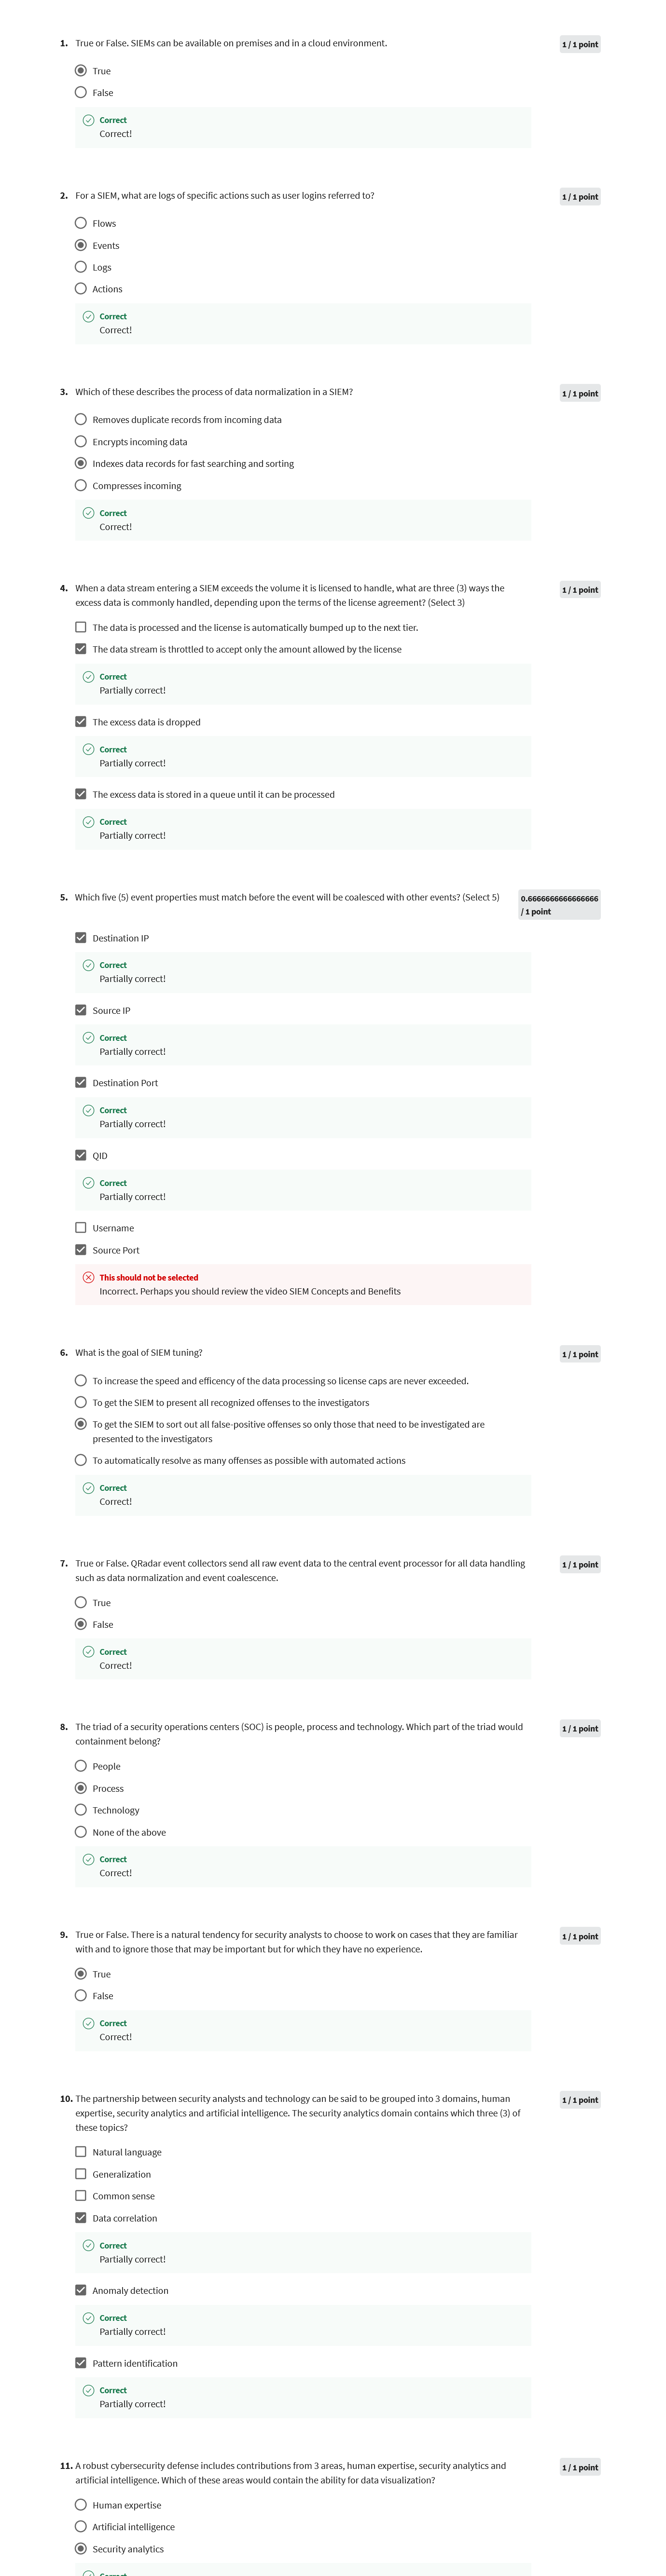 1. True or False. SIEMs can be available on premises and in a cloud environment.
1 / 1 point
True
False
Correct
Correct!
2. For a SIEM, what are logs of specific actions such as user logins referred to?
1 / 1 point
Flows
Events
Logs
Actions
Correct
Correct!
3. Which of these describes the process of data normalization in a SIEM?
1 / 1 point
Removes duplicate records from incoming data
Encrypts incoming data
Indexes data records for fast searching and sorting
Compresses incoming
Correct
Correct!
4. When a data stream entering a SIEM exceeds the volume it is licensed to handle, what are three (3) ways the
1 / 1 point
excess data is commonly handled, depending upon the terms of the license agreement? (Select 3)
The data is processed and the license is automatically bumped up to the next tier.
The data stream is throttled to accept only the amount allowed by the license
Correct
Partially correct!
The excess data is dropped
Correct
Partially correct!
The excess data is stored in a queue until it can be processed
Correct
Partially correct!
5. Which five (5) event properties must match before the event will be coalesced with other events? (Select 5)
0.6666666666666666
/ 1 point
Destination IP
Correct
Partially correct!
Source IP
Correct
Partially correct!
Destination Port
Correct
Partially correct!
QID
Correct
Partially correct!
Username
Source Port
This should not be selected
Incorrect. Perhaps you should review the video SIEM Concepts and Benefits
6. What is the goal of SIEM tuning?
1 / 1 point
To increase the speed and efficency of the data processing so license caps are never exceeded.
To get the SIEM to present all recognized offenses to the investigators
To get the SIEM to sort out all false-positive offenses so only those that need to be investigated are
presented to the investigators
To automatically resolve as many offenses as possible with automated actions
Correct
Correct!
7. True or False. QRadar event collectors send all raw event data to the central event processor for all data handling
1 / 1 point
such as data normalization and event coalescence.
True
False
Correct
Correct!
8. The triad of a security operations centers (SOC) is people, process and technology. Which part of the triad would
1 / 1 point
containment belong?
People
Process
Technology
None of the above
Correct
Correct!
9. True or False. There is a natural tendency for security analysts to choose to work on cases that they are familiar
1 / 1 point
with and to ignore those that may be important but for which they have no experience.
True
False
Correct
Correct!
10. The partnership between security analysts and technology can be said to be grouped into 3 domains, human
1 / 1 point
expertise, security analytics and artificial intelligence. The security analytics domain contains which three (3) of
these topics?
Natural language
Generalization
Common sense
Data correlation
Correct
Partially correct!
Anomaly detection
Correct
Partially correct!
Pattern identification
Correct
Partially correct!
11. A robust cybersecurity defense includes contributions from 3 areas, human expertise, security analytics and
1 / 1 point
artificial intelligence. Which of these areas would contain the ability for data visualization?
Human expertise
Artificial intelligence
Security analytics